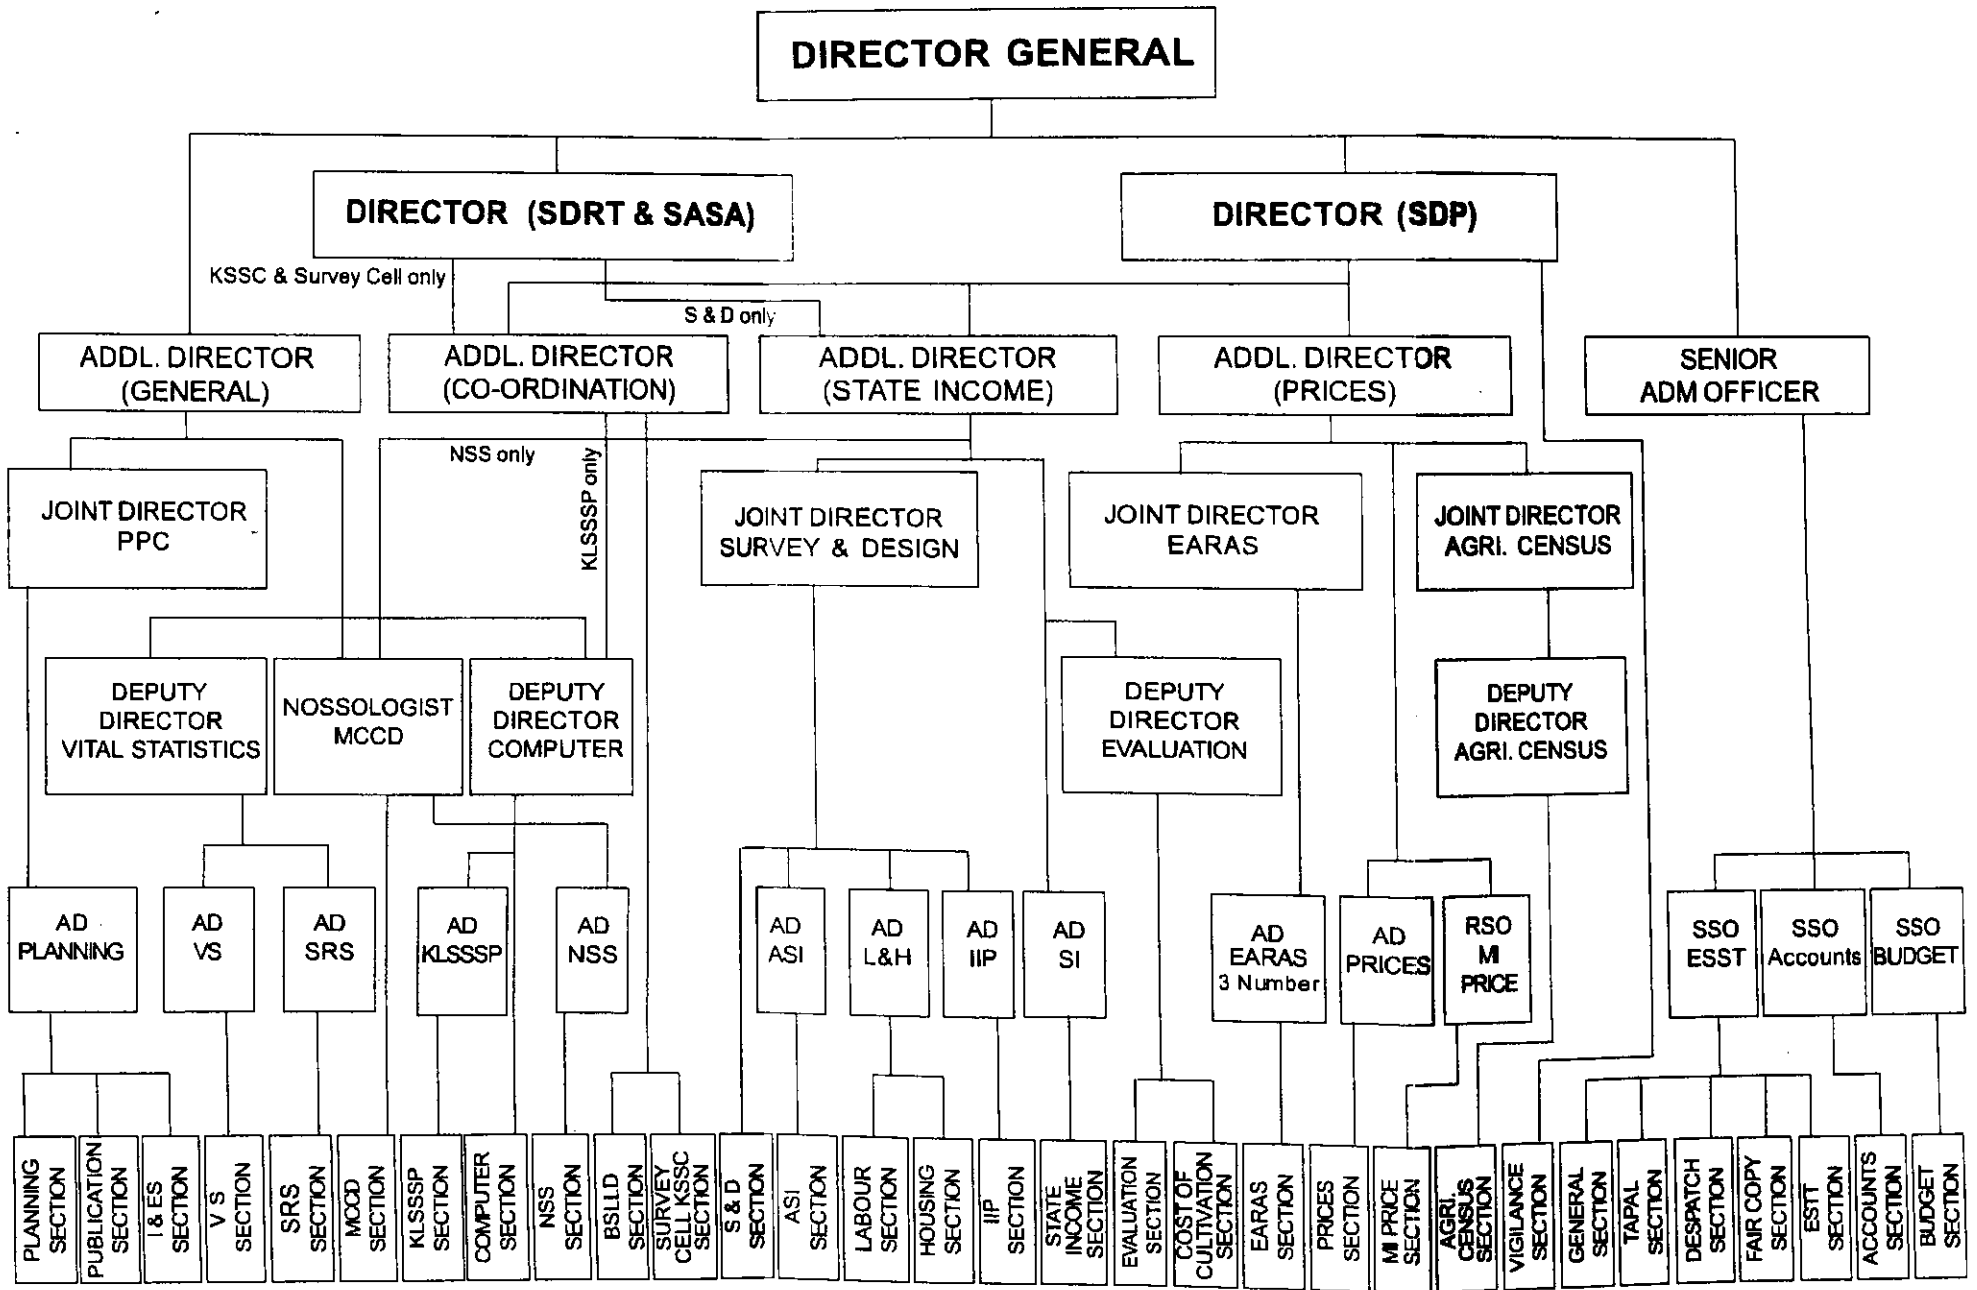 DIRECTOR GENERAL
DIRECTOR (SDRT & SASA)
DIRECTOR (SDP)
KSSC & Survey Cell only
S & D only
ADDL. DIRECTOR
(GENERAL)
ADDL. DIRECTOR
(CO-ORDINATION)
ADDL. DIRECTOR
(STATE INCOME)
ADDL. DIRECTOR
(PRICES)
SENIOR
ADM OFFICER
NSS only
KLSSSP only
JOINT DIRECTOR
PPC
JOINT DIRECTOR
SURVEY & DESIGN
JOINT DIRECTOR
EARAS
JOINT DIRECTOR
AGRI. CENSUS
DEPUTY
DIRECTOR
VITAL STATISTICS
NOSSOLOGIST
MCCD
DEPUTY
DIRECTOR
COMPUTER
DEPUTY
DIRECTOR
EVALUATION
DEPUTY
DIRECTOR
AGRI. CENSUS
AD
PLANNING
AD
VS
AD
SRS
AD
KLSSSP
AD
NSS
AD
ASI
AD
L&H
AD
IIP
AD
SI
AD
EARAS
3 Number
AD
PRICES
RSO
MI
PRICE
SSO
ESST
SSO
Accounts
SSO
BUDGET
PLANNING
SECTION
PUBLICATION
SECTION
I & ES
SECTION
V S
SECTION
SRS
SECTION
MCCD
SECTION
KLSSSP
SECTION
COMPUTER
SECTION
NSS
SECTION
BSLLD
SECTION
SURVEY
CELL KSSC
SECTION
S & D
SECTION
ASI
SECTION
LABOUR
SECTION
HOUSING
SECTION
IIP
SECTION
STATE
INCOME
SECTION
EVALUATION
SECTION
COST OF
CULTIVATION
SECTION
EARAS
SECTION
PRICES
SECTION
MI PRICE
SECTION
AGRI.
CENSUS
SECTION
VIGILANCE
SECTION
GENERAL
SECTION
TAPAL
SECTION
DESPATCH
SECTION
FAIR COPY
SECTION
ESTT
SECTION
ACCOUNTS
SECTION
BUDGET
SECTION